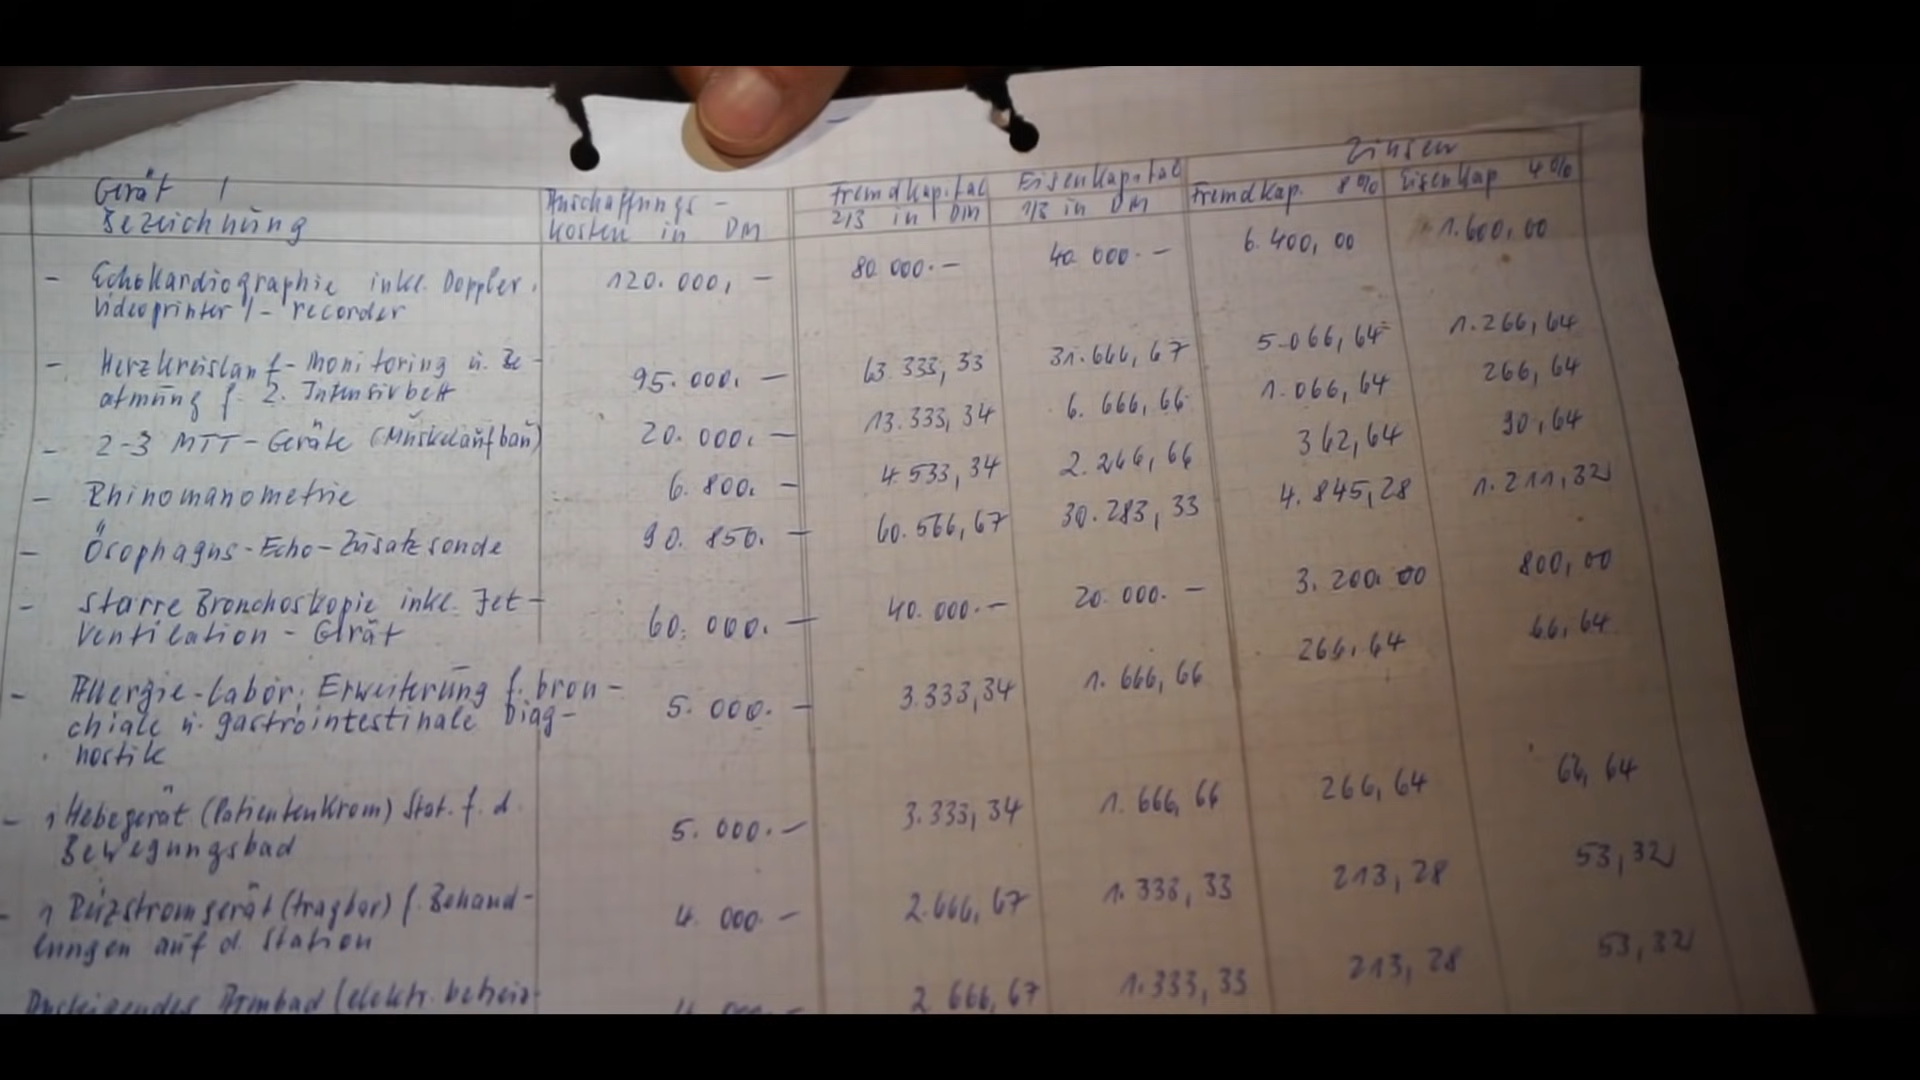 Zinsen
Gerät / Anschaffungs- Fremdkapital Eigenkapital Fremdkap. 8% Eigenkap 4%
Bezeichnung kosten in DM 2/3 in DM 1/3 in DM
- Echokardiographie inkl. Doppler, 120.000,- 80 000.- 40 000.- 6.400,00 1.600,00
Videoprinter / -recorder
- Herzkreislauf-Monitoring u. Be- 95.000.- 63.333,33 31.666,67 5.066,64 1.266,64
atmung f. 2. Intensivbett
- 2-3 MTT-Geräte (Muskelaufbau) 20.000.- 13.333,34 6.666,66 1.066,64 266,64
- Rhinomanometrie 6.800.- 4.533,34 2.266,66 362,64 90,64
- Ösophagus-Echo-Zusatzsonde 90.850.- 60.566,67 30.283,33 4.845,28 1.211,32
- Starre Bronchoskopie inkl. Jet- 60.000.- 40.000.- 20.000.- 3.200.00 800,00
Ventilation-Gerät
- Allergie-Labor, Erweiterung f. bron- 5.000.- 3.333,34 1.666,66 266,64 66,64
chiale u. gastrointestinale Diag-
nostik
- 1 Hebegerät (Patientenkran) Stat. f. d. 5.000.- 3.333,34 1.666,66 266,64 66,64
Bewegungsbad
- 1 Reizstromgerät (tragbar) f. Behand- 4.000.- 2.666,67 1.333,33 213,28 53,32
lungen auf d. Station
Ansteigendes Armbad (elektr. beheiz- 4.000.- 2.666,67 1.333,33 213,28 53,32